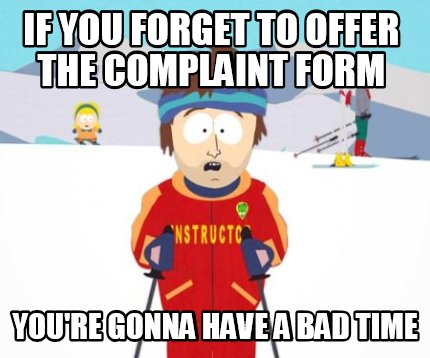 IF YOU FORGET TO OFFER
THE COMPLAINT FORM
NSTRUCTO
YOU'RE GONNA HAVE A BAD TIME